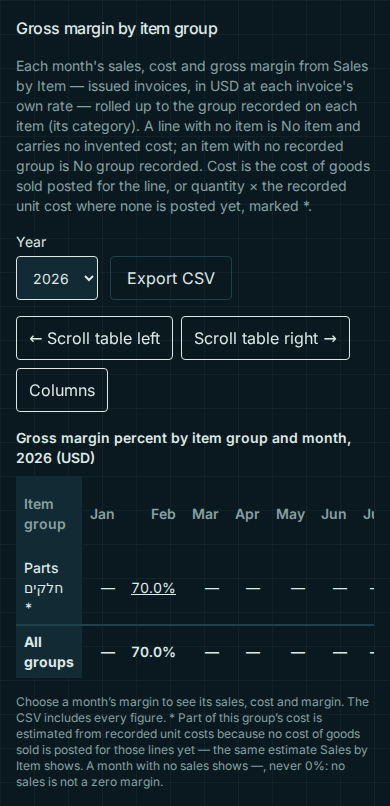 Gross margin by item group
Each month's sales, cost and gross margin from Sales
by Item — issued invoices, in USD at each invoice's
own rate — rolled up to the group recorded on each
item (its category). A line with no item is No item and
carries no invented cost; an item with no recorded
group is No group recorded. Cost is the cost of goods
sold posted for the line, or quantity × the recorded
unit cost where none is posted yet, marked *.
Year
2026 Export CSV
← Scroll table left Scroll table right →
Columns
Gross margin percent by item group and month,
2026 (USD)
Item
group Jan Feb Mar Apr May Jun
Parts
חלקים — 70.0% — — — —
*
All
groups — 70.0% — — — —
Choose a month's margin to see its sales, cost and margin. The
CSV includes every figure. * Part of this group's cost is
estimated from recorded unit costs because no cost of goods
sold is posted for those lines yet — the same estimate Sales by
Item shows. A month with no sales shows —, never 0%: no
sales is not a zero margin.